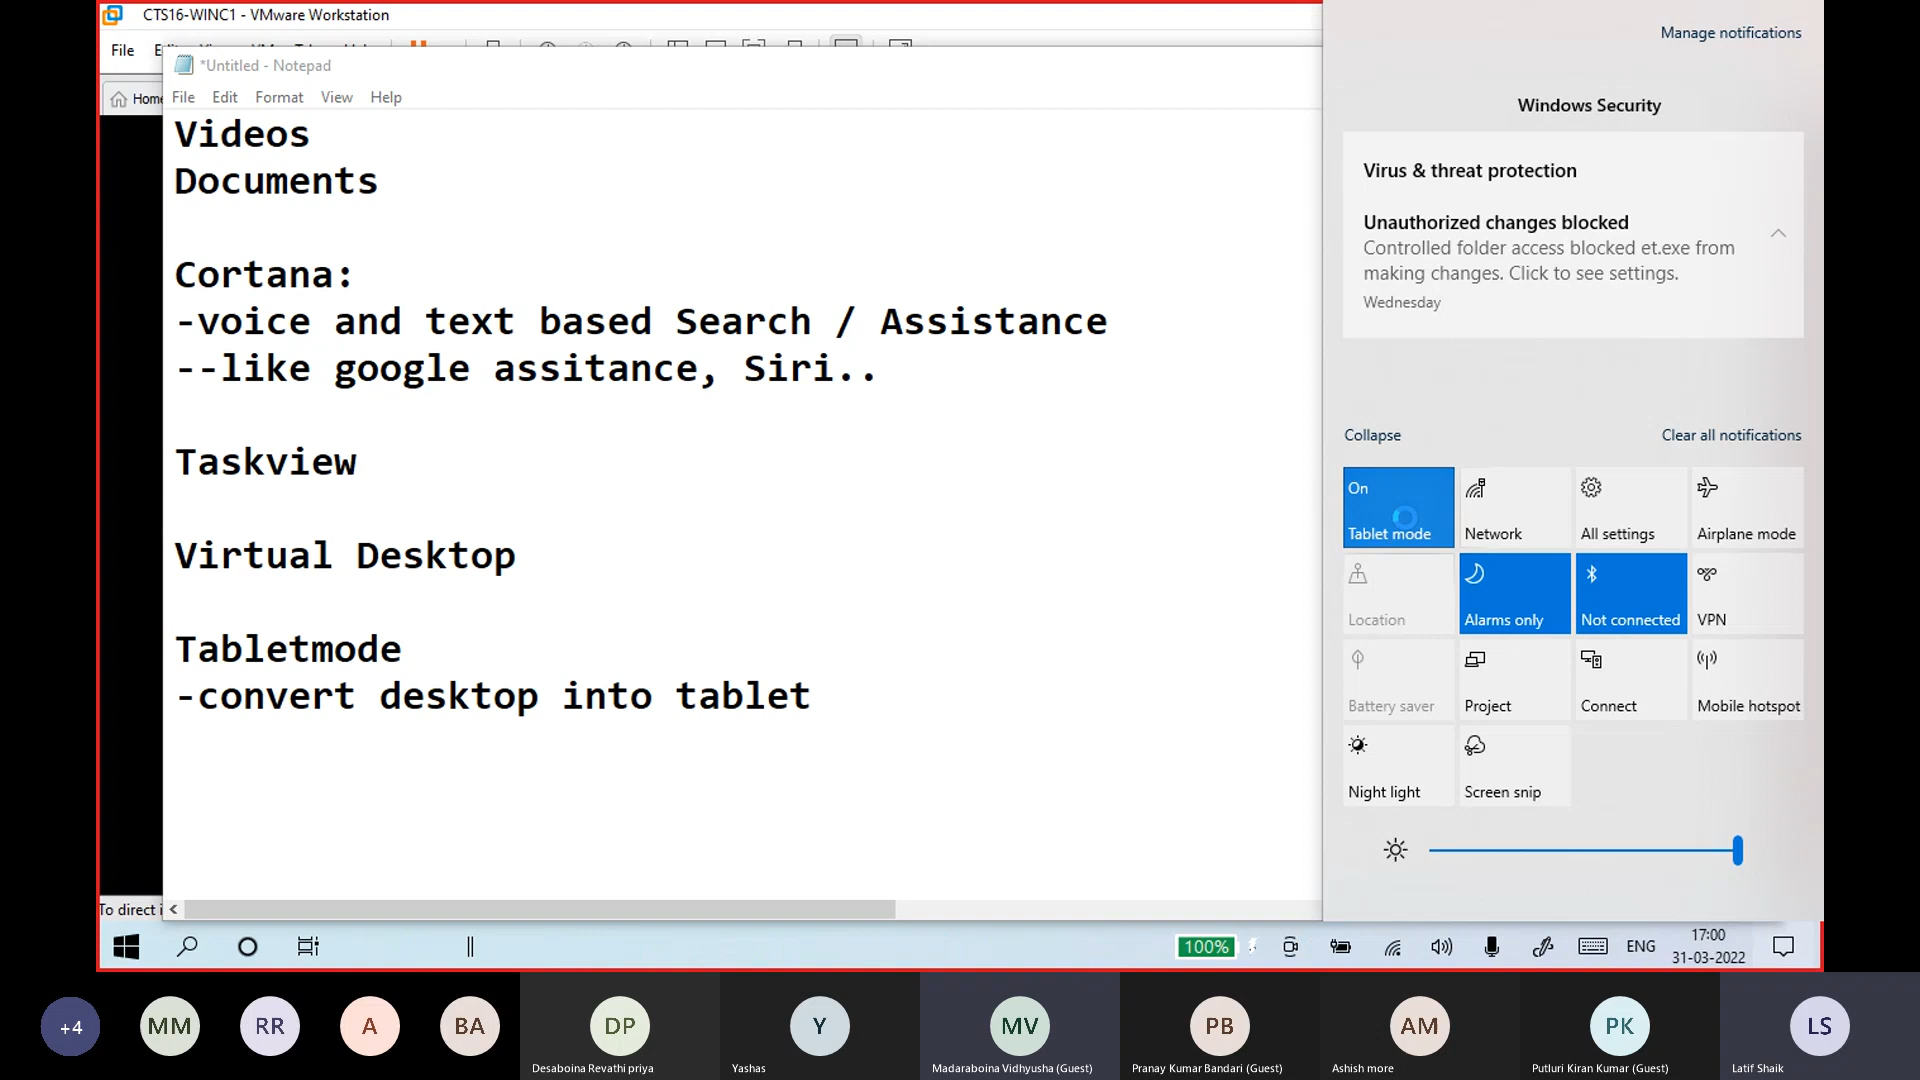 CTS16-WINC1 - VMware Workstation
File
*Untitled - Notepad
Home
File Edit Format View Help
Videos
Documents
Cortana:
-voice and text based Search / Assistance
--like google assitance, Siri..
Taskview
Virtual Desktop
Tabletmode
-convert desktop into tablet
To direct i
Manage notifications
Windows Security
Virus & threat protection
Unauthorized changes blocked
Controlled folder access blocked et.exe from
making changes. Click to see settings.
Wednesday
Collapse Clear all notifications
On
Tablet mode Network All settings Airplane mode
Location Alarms only Not connected VPN
Battery saver Project Connect Mobile hotspot
Night light Screen snip
100% ENG 17:00
31-03-2022
+4 MM RR A BA DP Y MV PB AM PK LS
Desaboina Revathi priya Yashas Madaraboina Vidhyusha (Guest) Pranay Kumar Bandari (Guest) Ashish more Putluri Kiran Kumar (Guest) Latif Shaik